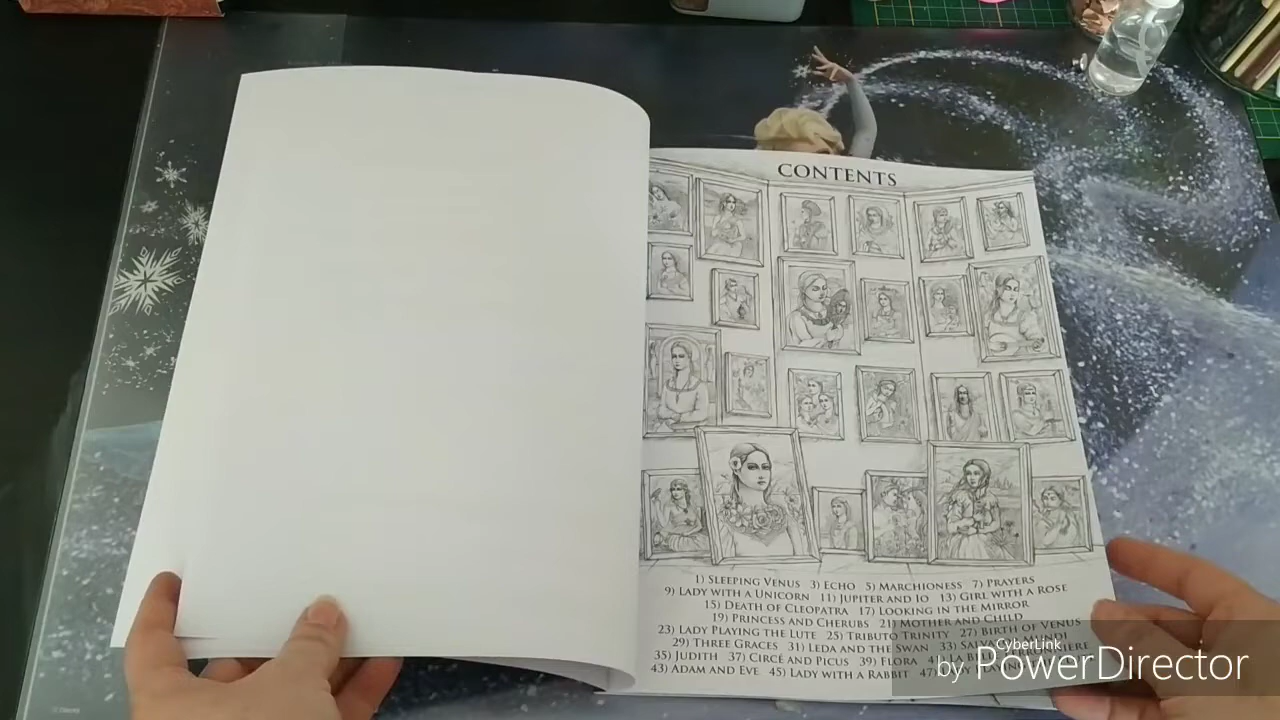 CONTENTS
1) SLEEPING VENUS 3) ECHO 5) MARCHIONESS 7) PRAYERS
9) LADY WITH A UNICORN 11) JUPITER AND IO 13) GIRL WITH A ROSE
15) DEATH OF CLEOPATRA 17) LOOKING IN THE MIRROR
19) PRINCESS AND CHERUBS 21) MOTHER AND CHILD
23) LADY PLAYING THE LUTE 25) TRIBUTO TRINITY 27) BIRTH OF VENUS
29) THREE GRACES 31) LEDA AND THE SWAN 33) SALVATOR MUNDI
35) JUDITH 37) CIRCE AND PICUS 39) FLORA
43) ADAM AND EVE 45) LADY WITH A RABBIT
CyberLink
by PowerDirector